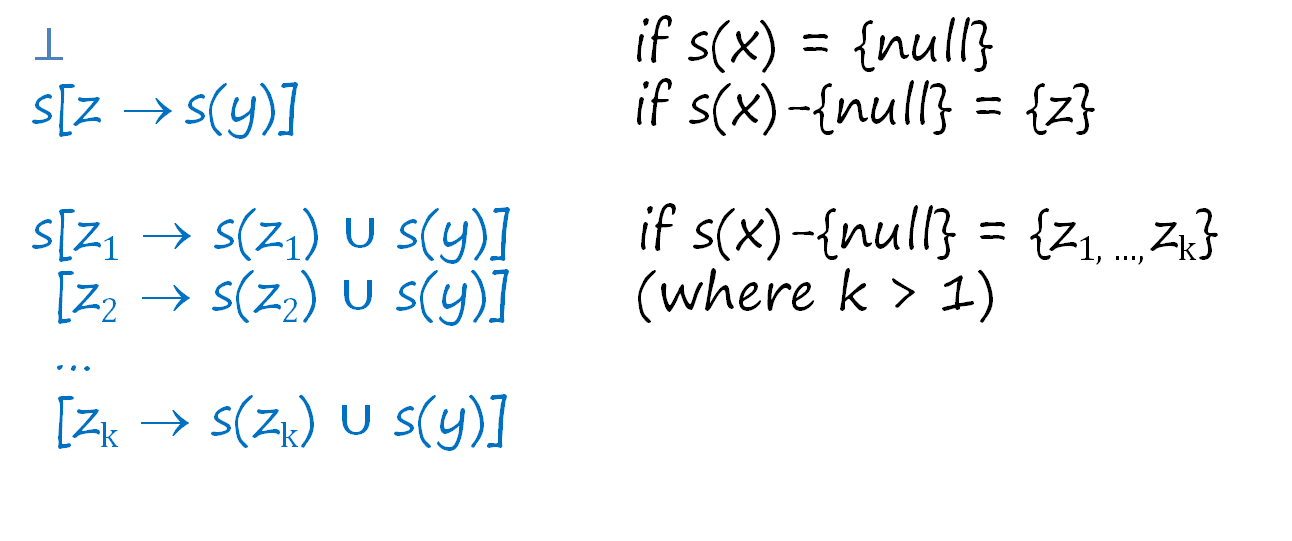 ⊥ if s(x) = {null}
s[z → s(y)] if s(x)-{null} = {z}
s[z₁ → s(z₁) ∪ s(y)] if s(x)-{null} = {z₁, …, zₖ}
[z₂ → s(z₂) ∪ s(y)] (where k > 1)
…
[zₖ → s(zₖ) ∪ s(y)]